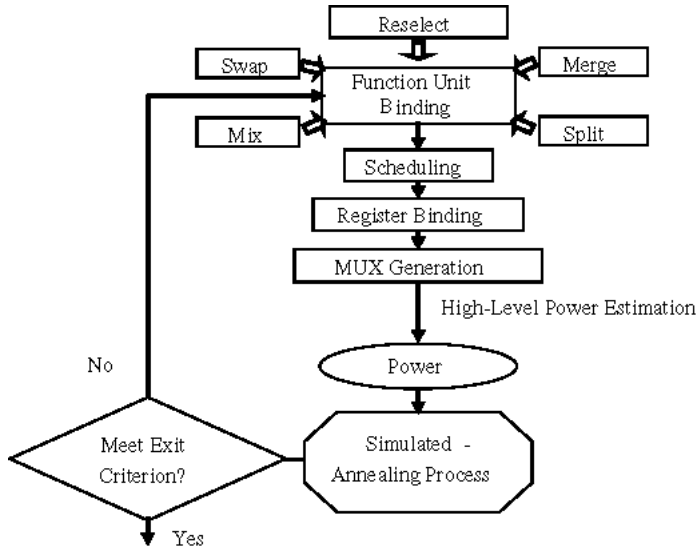 Reselect
Swap
Merge
Function Unit
Binding
Mix
Split
Scheduling
Register Binding
MUX Generation
High-Level Power Estimation
No
Power
Meet Exit
Criterion?
Simulated -
Annealing Process
Yes